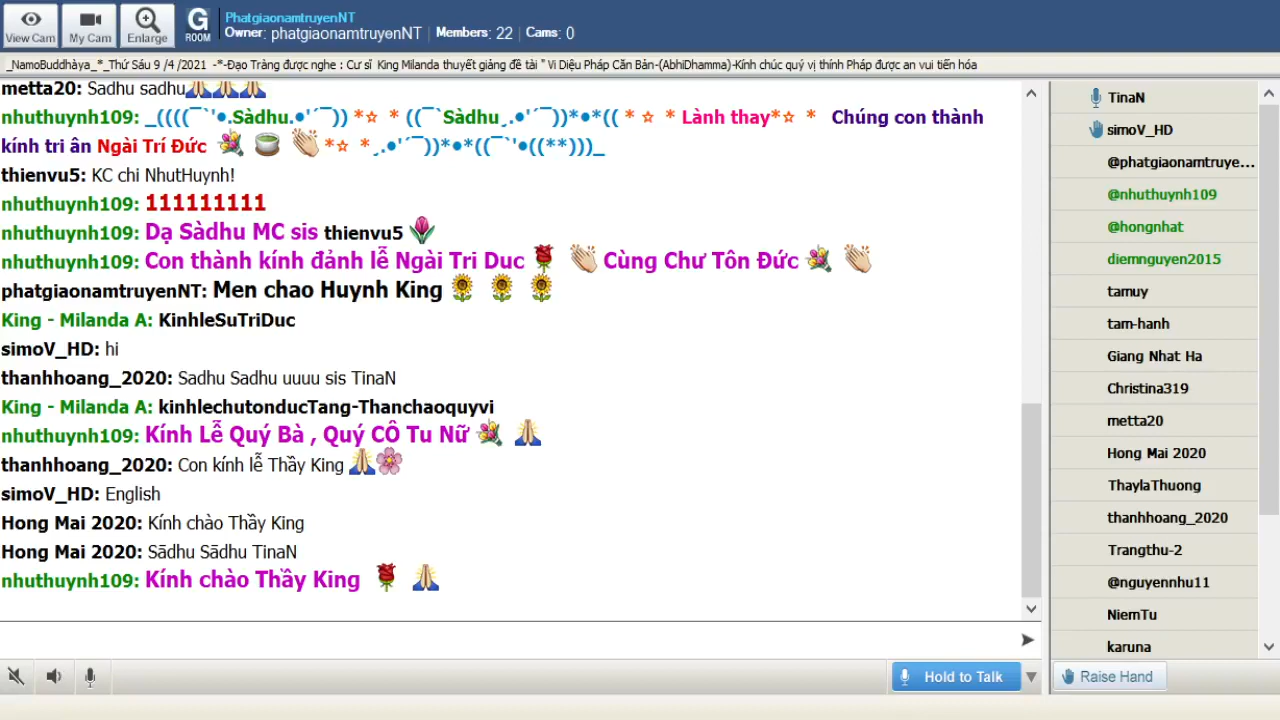 View Cam
My Cam
Enlarge
G ROOM
PhatgiaonamtruyenNT
Owner: phatgiaonamtruyenNT | Members: 22 | Cams: 0
_NamoBuddhàya_*_Thứ Sáu 9 /4 /2021 -*-Đạo Tràng được nghe : Cư sĩ King Milanda thuyết giảng đề tài " Vi Diệu Pháp Căn Bản-(AbhiDhamma)-Kính chúc quý vị thính Pháp được an vui tiến hóa
metta20: Sadhu sadhu🙏🙏🙏
nhuthuynh109: _((((¯`'•.Sàdhu.•'´¯)) *☆ * ((¯`Sàdhu¸.•'´¯))*•*(( * ☆ * Lành thay*☆ * Chúng con thành
kính tri ân Ngài Trí Đức 💐 🍵 👏 *☆ *¸.•'´¯))*•*((¯`'•((**)))_
thienvu5: KC chi NhutHuynh!
nhuthuynh109: 111111111
nhuthuynh109: Dạ Sàdhu MC sis thienvu5 🌷
nhuthuynh109: Con thành kính đảnh lễ Ngài Tri Duc 🌹 👏 Cùng Chư Tôn Đức 💐 👏
phatgiaonamtruyenNT: Men chao Huynh King 🌻 🌻 🌻
King - Milanda A: KinhleSuTriDuc
simoV_HD: hi
thanhhoang_2020: Sadhu Sadhu uuuu sis TinaN
King - Milanda A: kinhlechutonducTang-Thanchaoquyvi
nhuthuynh109: Kính Lễ Quý Bà , Quý CÔ Tu Nữ 💐 🙏
thanhhoang_2020: Con kính lễ Thầy King 🙏🌸
simoV_HD: English
Hong Mai 2020: Kính chào Thầy King
Hong Mai 2020: Sādhu Sādhu TinaN
nhuthuynh109: Kính chào Thầy King 🌹 🙏
TinaN
simoV_HD
@phatgiaonamtruye...
@nhuthuynh109
@hongnhat
diemnguyen2015
tamuy
tam-hanh
Giang Nhat Ha
Christina319
metta20
Hong Mai 2020
ThaylaThuong
thanhhoang_2020
Trangthu-2
@nguyennhu11
NiemTu
karuna
Hold to Talk
Raise Hand